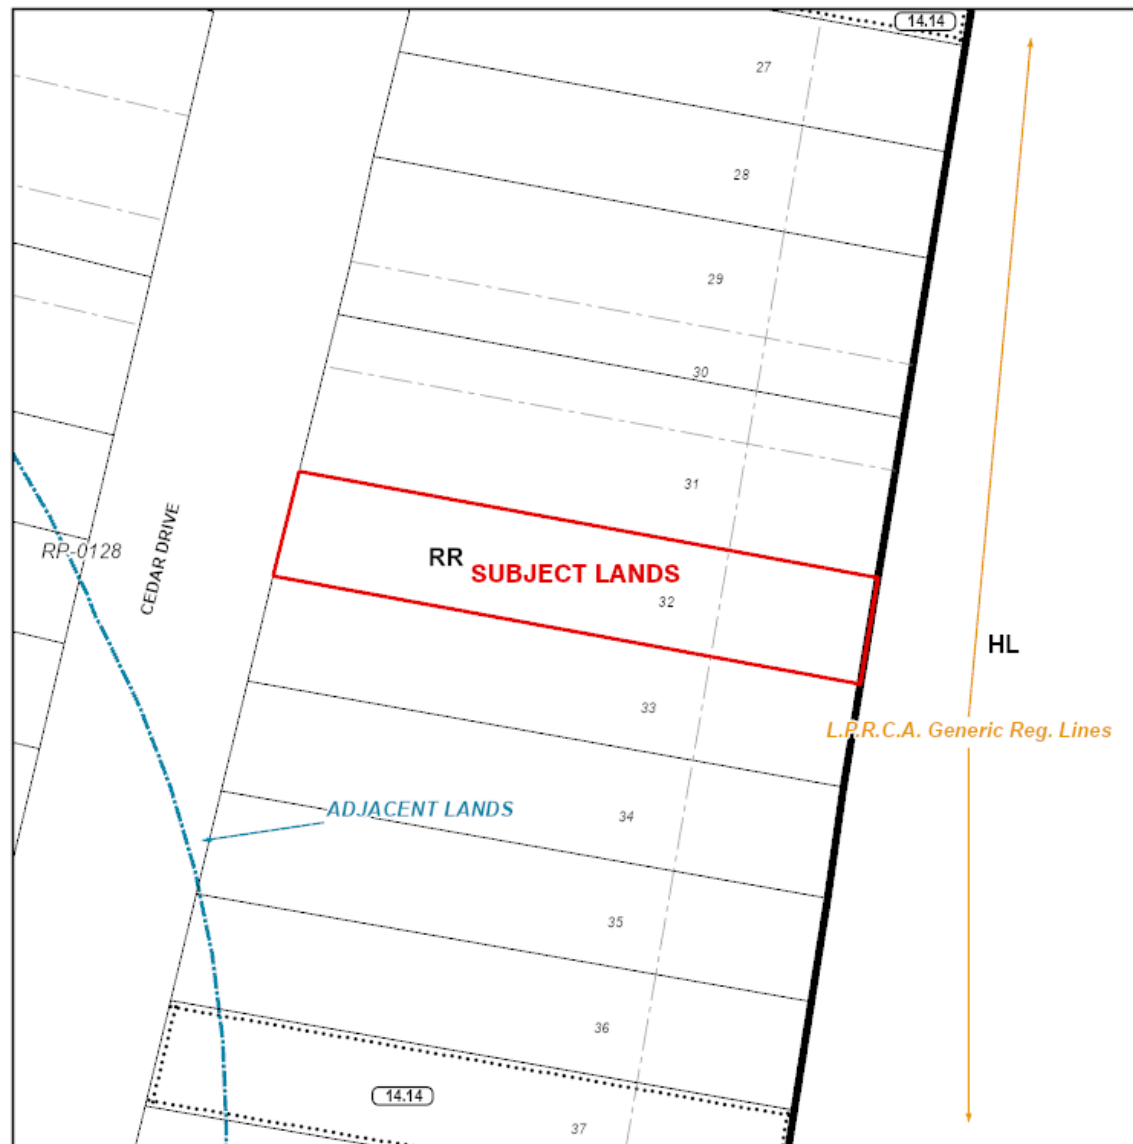 14.14
27
28
29
30
31
RP-0128
CEDAR DRIVE
RR
SUBJECT LANDS
32
HL
33
L.P.R.C.A. Generic Reg. Lines
ADJACENT LANDS
34
35
36
14.14
37